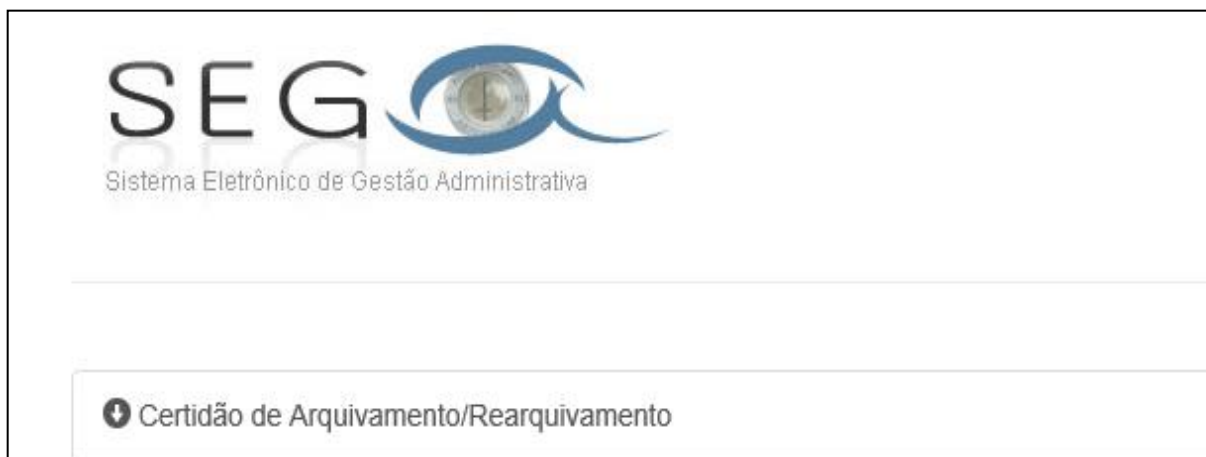 SEG
Sistema Eletrônico de Gestão Administrativa
Certidão de Arquivamento/Rearquivamento